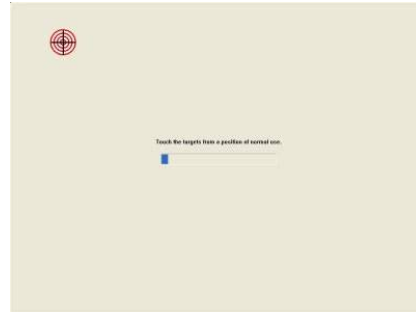 Touch the targets from a position of normal use.